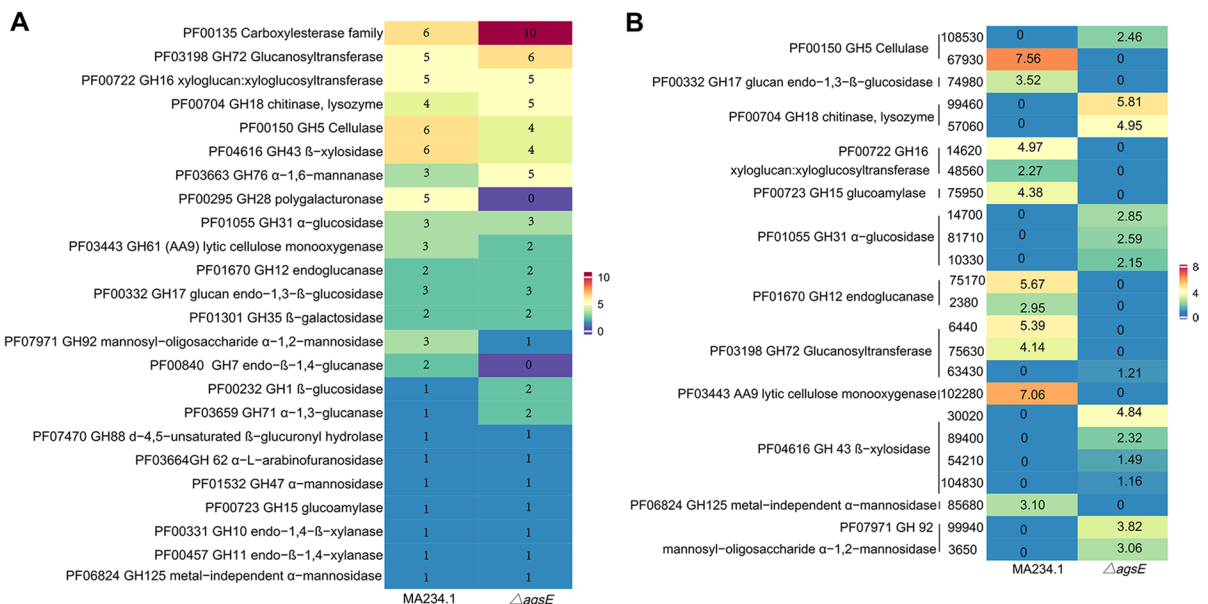 A
PF00135 Carboxylesterase family 6 10
PF03198 GH72 Glucanosyltransferase 5 6
PF00722 GH16 xyloglucan:xyloglucosyltransferase 5 5
PF00704 GH18 chitinase, lysozyme 4 5
PF00150 GH5 Cellulase 6 4
PF04616 GH43 ß−xylosidase 6 4
PF03663 GH76 α−1,6−mannanase 3 5
PF00295 GH28 polygalacturonase 5 0
PF01055 GH31 α−glucosidase 3 3
PF03443 GH61 (AA9) lytic cellulose monooxygenase 3 2
PF01670 GH12 endoglucanase 2 2
PF00332 GH17 glucan endo−1,3−ß−glucosidase 3 3
PF01301 GH35 ß−galactosidase 2 2
PF07971 GH92 mannosyl−oligosaccharide α−1,2−mannosidase 3 1
PF00840 GH7 endo−ß−1,4−glucanase 2 0
PF00232 GH1 ß−glucosidase 1 2
PF03659 GH71 α−1,3−glucanase 1 2
PF07470 GH88 d−4,5−unsaturated ß−glucuronyl hydrolase 1 1
PF03664GH 62 α−L−arabinofuranosidase 1 1
PF01532 GH47 α−mannosidase 1 1
PF00723 GH15 glucoamylase 1 1
PF00331 GH10 endo−1,4−ß−xylanase 1 1
PF00457 GH11 endo−ß−1,4−xylanase 1 1
PF06824 GH125 metal−independent α−mannosidase 1 1
MA234.1 △agsE
10
5
0
B
PF00150 GH5 Cellulase
108530 0 2.46
67930 7.56 0
PF00332 GH17 glucan endo−1,3−ß−glucosidase 74980 3.52 0
PF00704 GH18 chitinase, lysozyme
99460 0 5.81
57060 0 4.95
PF00722 GH16 14620 4.97 0
xyloglucan:xyloglucosyltransferase 48560 2.27 0
PF00723 GH15 glucoamylase 75950 4.38 0
PF01055 GH31 α−glucosidase
14700 0 2.85
81710 0 2.59
10330 0 2.15
PF01670 GH12 endoglucanase
75170 5.67 0
2380 2.95 0
PF03198 GH72 Glucanosyltransferase
6440 5.39 0
75630 4.14 0
63430 0 1.21
PF03443 AA9 lytic cellulose monooxygenase 102280 7.06 0
PF04616 GH 43 ß−xylosidase
30020 0 4.84
89400 0 2.32
54210 0 1.49
104830 0 1.16
PF06824 GH125 metal−independent α−mannosidase 85680 3.10 0
PF07971 GH 92 99940 0 3.82
mannosyl−oligosaccharide α−1,2−mannosidase 3650 0 3.06
MA234.1 △agsE
8
4
0